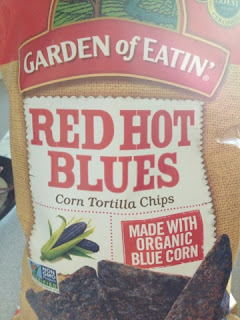 GARDEN of EATIN'®
RED HOT
BLUES
Corn Tortilla Chips
MADE WITH
ORGANIC
BLUE CORN